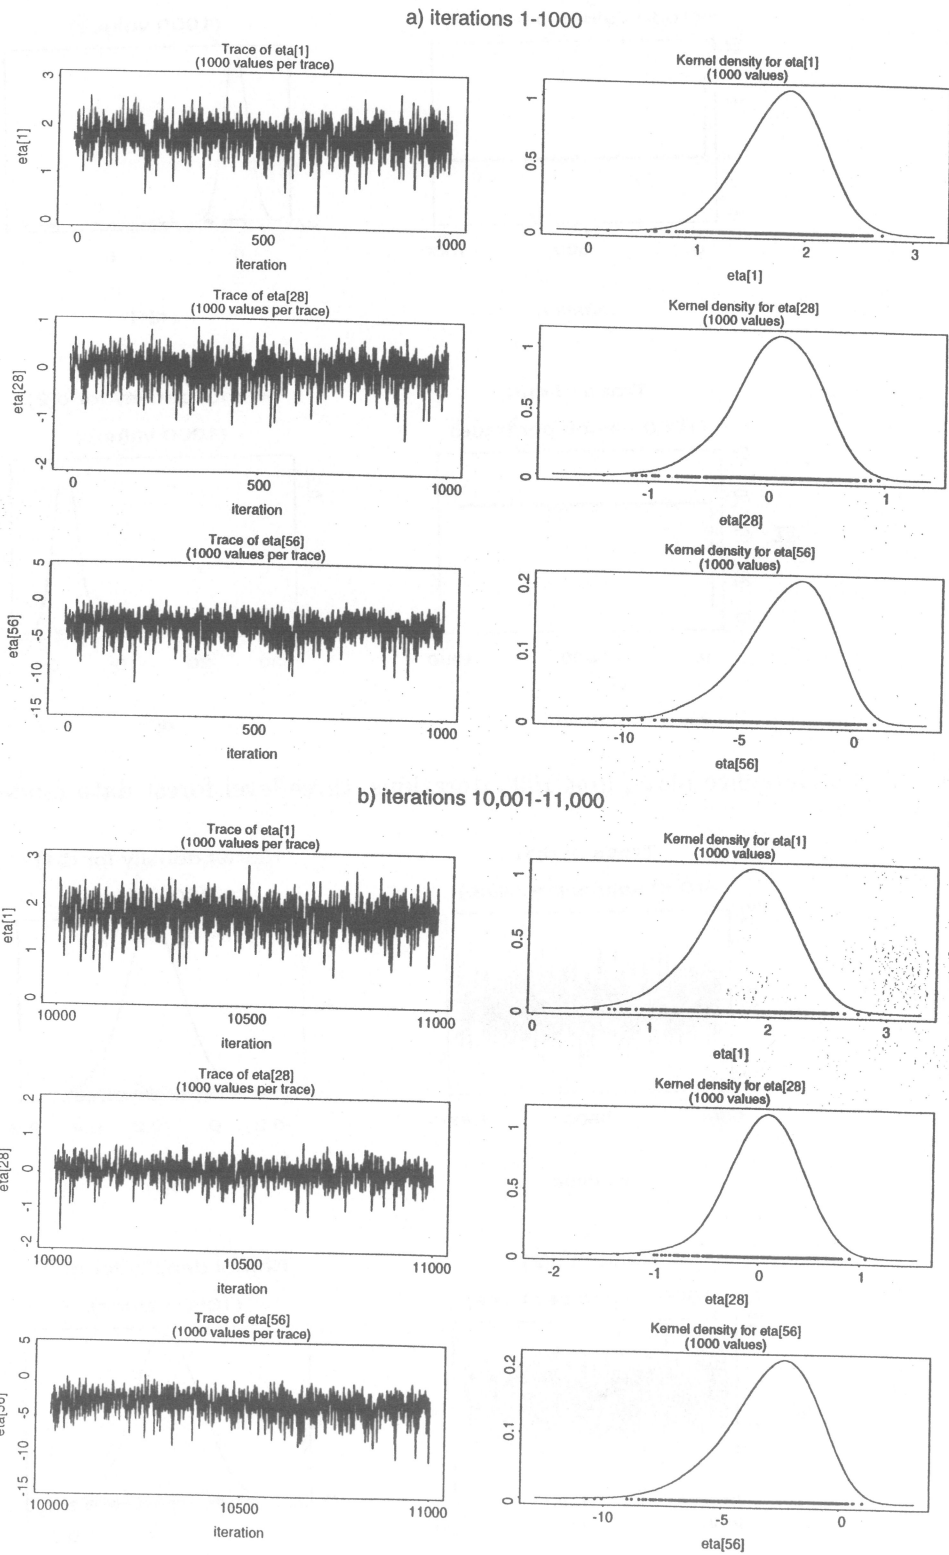 a) iterations 1-1000
Trace of eta[1]
(1000 values per trace)
eta[1]
3
2
1
0
0 500 1000
iteration
Kernel density for eta[1]
(1000 values)
1
0.5
0
0 1 2 3
eta[1]
Trace of eta[28]
(1000 values per trace)
eta[28]
1
0
-1
-2
0 500 1000
iteration
Kernel density for eta[28]
(1000 values)
1
0.5
0
-1 0 1
eta[28]
Trace of eta[56]
(1000 values per trace)
eta[56]
5
0
-5
-10
-15
0 500 1000
iteration
Kernel density for eta[56]
(1000 values)
0.2
0.1
0
-10 -5 0
eta[56]
b) iterations 10,001-11,000
Trace of eta[1]
(1000 values per trace)
eta[1]
3
2
1
0
10000 10500 11000
iteration
Kernel density for eta[1]
(1000 values)
1
0.5
0
0 1 2 3
eta[1]
Trace of eta[28]
(1000 values per trace)
eta[28]
2
1
0
-1
-2
10000 10500 11000
iteration
Kernel density for eta[28]
(1000 values)
1
0.5
0
-2 -1 0 1
eta[28]
Trace of eta[56]
(1000 values per trace)
eta[56]
5
0
-5
-10
-15
10000 10500 11000
iteration
Kernel density for eta[56]
(1000 values)
0.2
0.1
0
-10 -5 0
eta[56]